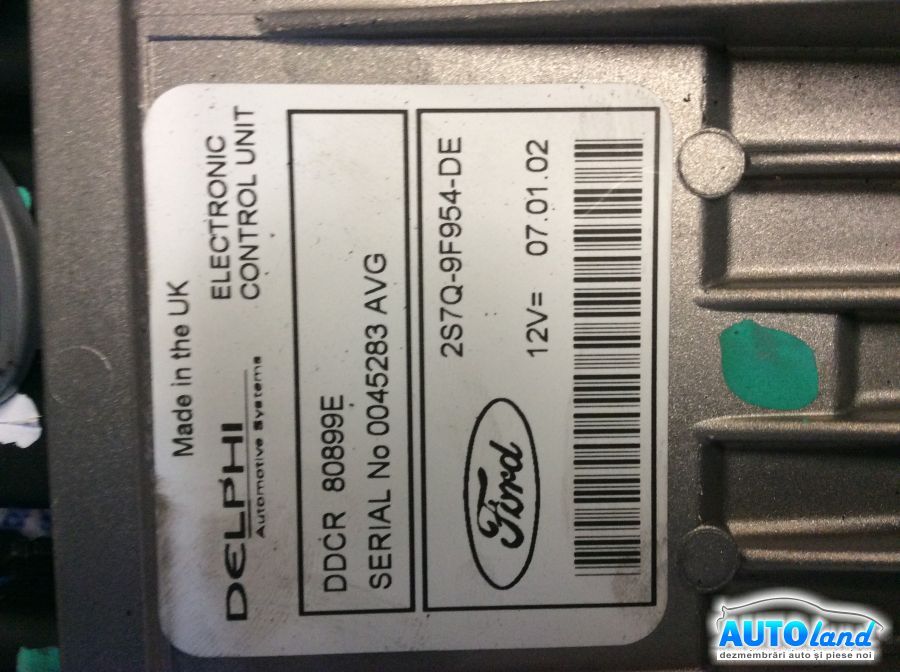 Made in the UK
DELPHI
Automotive Systems
ELECTRONIC
CONTROL UNIT
DDCR 80899E
SERIAL No 0045283 AVG
Ford
2S7Q-9F954-DE
12V= 07.01.02
AUTOland
dezmembrări auto și piese noi